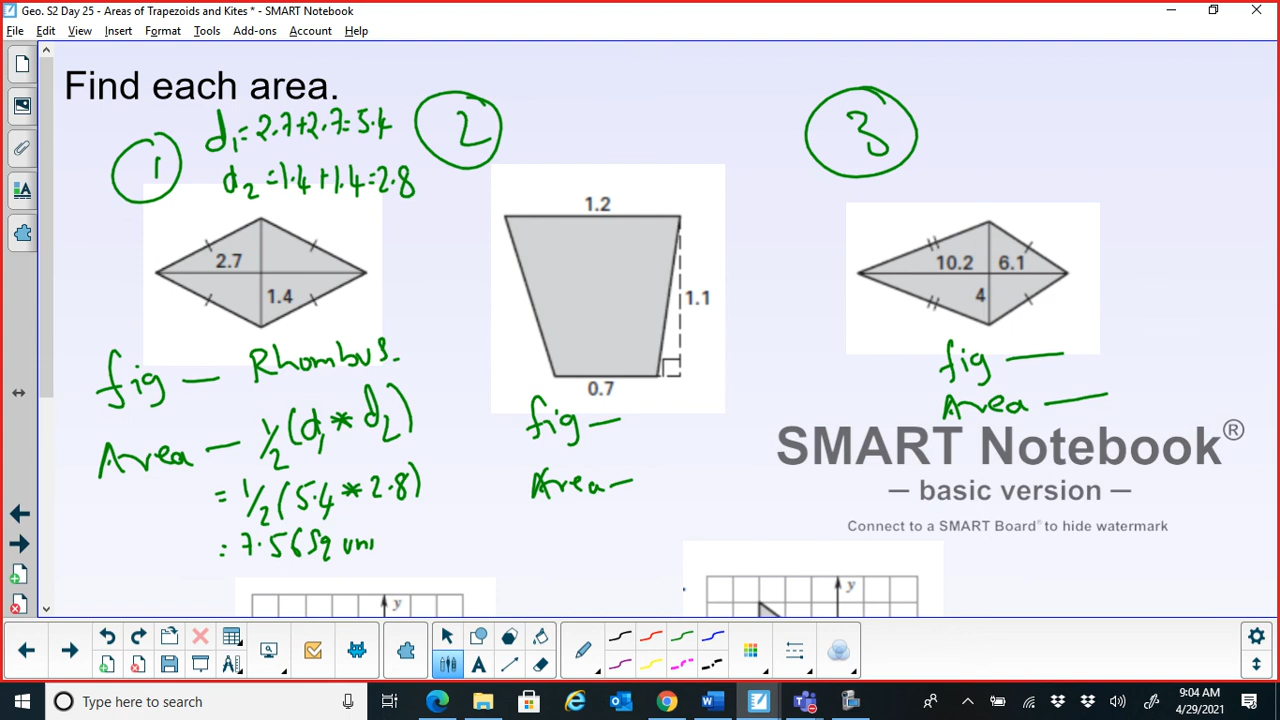 Geo. S2 Day 25 - Areas of Trapezoids and Kites * - SMART Notebook
File Edit View Insert Format Tools Add-ons Account Help
Find each area.
1
d1 = 2.7+2.7=5.4
d2 =1.4+1.4=2.8
2.7
1.4
fig — Rhombus.
Area — 1/2 (d1 * d2)
= 1/2 (5.4 * 2.8)
= 7.56 Sq uni
2
1.2
1.1
0.7
fig —
Area —
3
10.2 6.1
4
fig —
Area —
SMART Notebook®
— basic version —
Connect to a SMART Board® to hide watermark
y
y
Type here to search
9:04 AM
4/29/2021